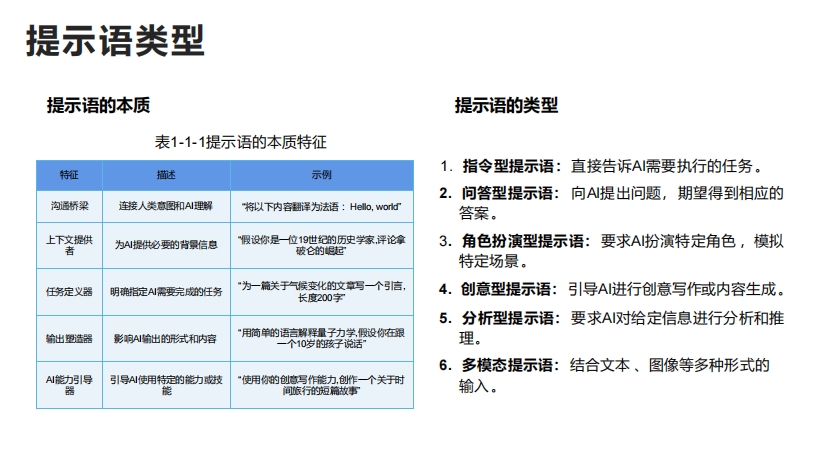 提示语类型
提示语的本质
表1-1-1提示语的本质特征
特征 描述 示例
沟通桥梁 连接人类意图和AI理解 “将以下内容翻译为法语： Hello, world”
上下文提供
者 为AI提供必要的背景信息 “假设你是一位19世纪的历史学家,评论拿
破仑的崛起”
任务定义器 明确指定AI需要完成的任务 “为一篇关于气候变化的文章写一个引言,
长度200字”
输出塑造器 影响AI输出的形式和内容 “用简单的语言解释量子力学,假设你在跟
一个10岁的孩子说话”
AI能力引导
器 引导AI使用特定的能力或技
能 “使用你的创意写作能力,创作一个关于时
间旅行的短篇故事”
提示语的类型
1. 指令型提示语：直接告诉AI需要执行的任务。
2. 问答型提示语： 向AI提出问题，期望得到相应的
答案。
3. 角色扮演型提示语：要求AI扮演特定角色 ，模拟
特定场景。
4. 创意型提示语：引导AI进行创意写作或内容生成。
5. 分析型提示语：要求AI对给定信息进行分析和推
理。
6. 多模态提示语：结合文本 、图像等多种形式的
输入。